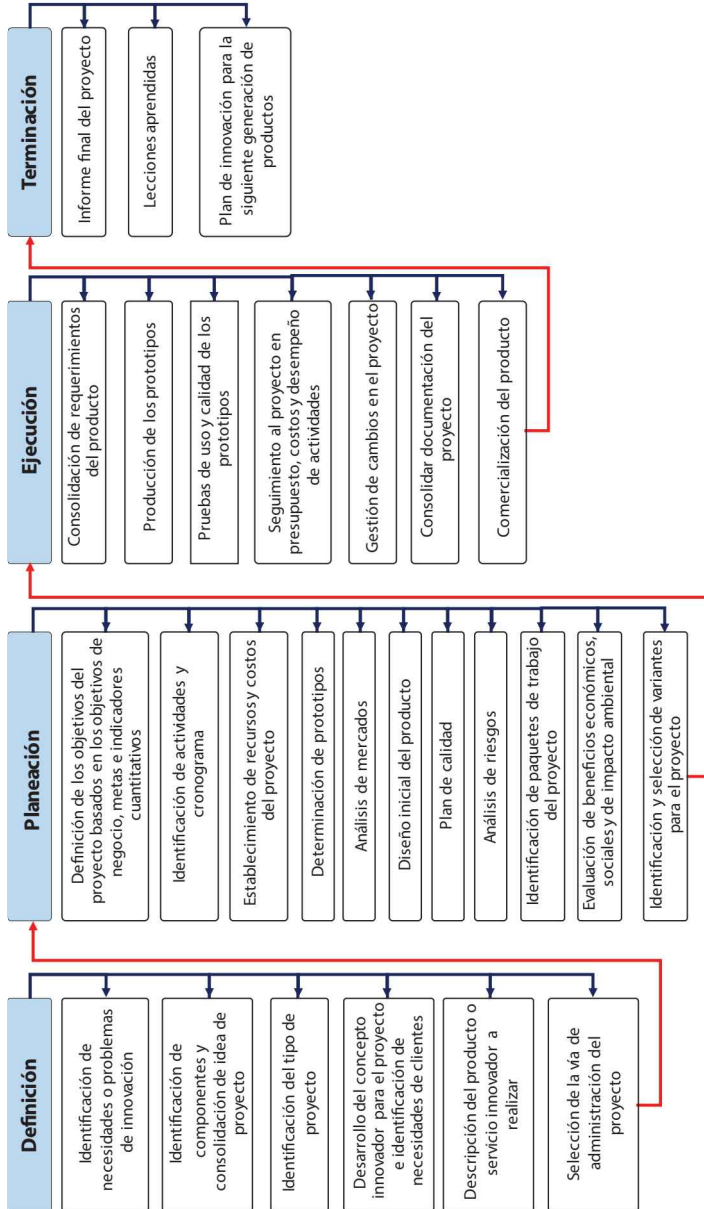 Definición
Identificación de
necesidades o problemas
de innovación
Identificación de
componentes y
consolidación de idea de
proyecto
Identificación del tipo de
proyecto
Desarrollo del concepto
innovador para el proyecto
e identificación de
necesidades de clientes
Descripción del producto o
servicio innovador a
realizar
Selección de la vía de
administración del
proyecto
Planeación
Definición de los objetivos del
proyecto basados en los objetivos de
negocio, metas e indicadores
cuantitativos
Identificación de actividades y
cronograma
Establecimiento de recursos y costos
del proyecto
Determinación de prototipos
Análisis de mercados
Diseño inicial del producto
Plan de calidad
Análisis de riesgos
Identificación de paquetes de trabajo
del proyecto
Evaluación de beneficios económicos,
sociales y de impacto ambiental
Identificación y selección de variantes
para el proyecto
Ejecución
Consolidación de requerimientos
del producto
Producción de los prototipos
Pruebas de uso y calidad de los
prototipos
Seguimiento al proyecto en
presupuesto, costos y desempeño
de actividades
Gestión de cambios en el proyecto
Consolidar documentación del
proyecto
Comercialización del producto
Terminación
Informe final del proyecto
Lecciones aprendidas
Plan de innovación para la
siguiente generación de
productos